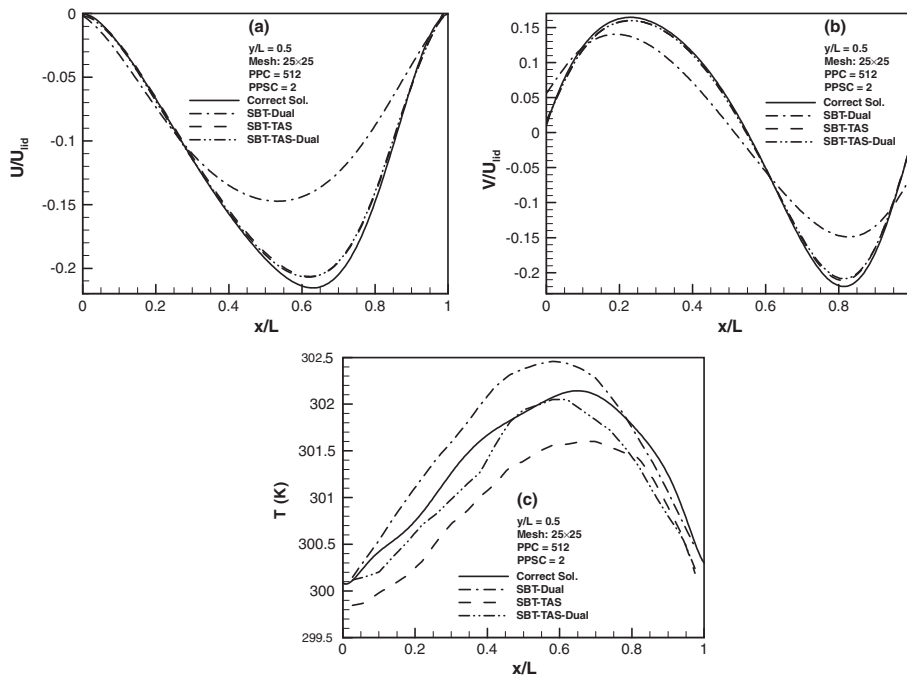 (a)
y/L = 0.5
Mesh: 25×25
PPC = 512
PPSC = 2
Correct Sol.
SBT-Dual
SBT-TAS
SBT-TAS-Dual
0
-0.05
-0.1
-0.15
-0.2
U/U_lid
0 0.2 0.4 0.6 0.8 1
x/L
(b)
y/L = 0.5
Mesh: 25×25
PPC = 512
PPSC = 2
Correct Sol.
SBT-Dual
SBT-TAS
SBT-TAS-Dual
0.15
0.1
0.05
0
-0.05
-0.1
-0.15
-0.2
V/U_lid
0 0.2 0.4 0.6 0.8
x/L
302.5
302
301.5
301
300.5
300
299.5
T (K)
(c)
y/L = 0.5
Mesh: 25×25
PPC = 512
PPSC = 2
Correct Sol.
SBT-Dual
SBT-TAS
SBT-TAS-Dual
0 0.2 0.4 0.6 0.8 1
x/L